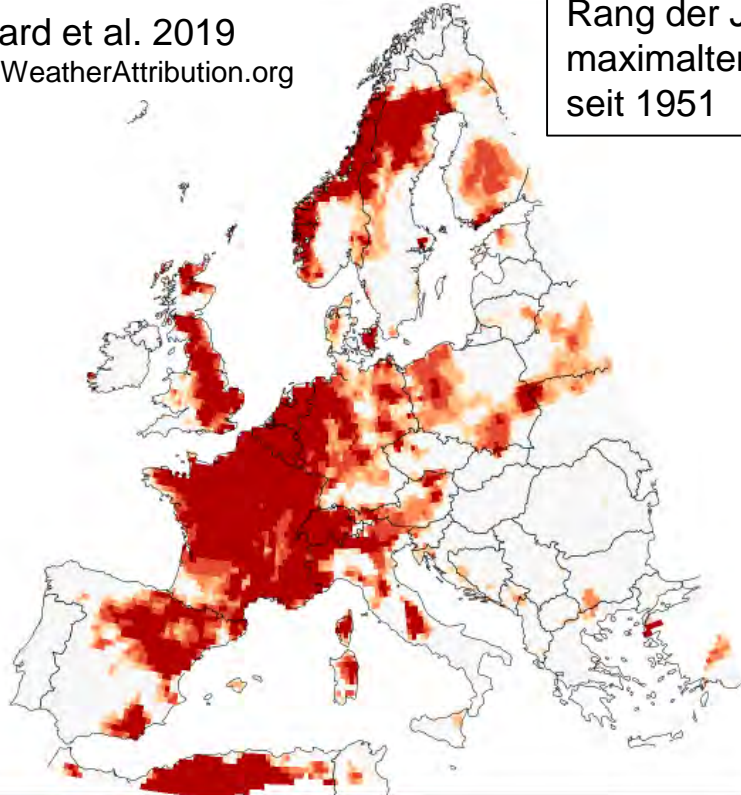 ard et al. 2019
WeatherAttribution.org
Rang der J
maximalter
seit 1951